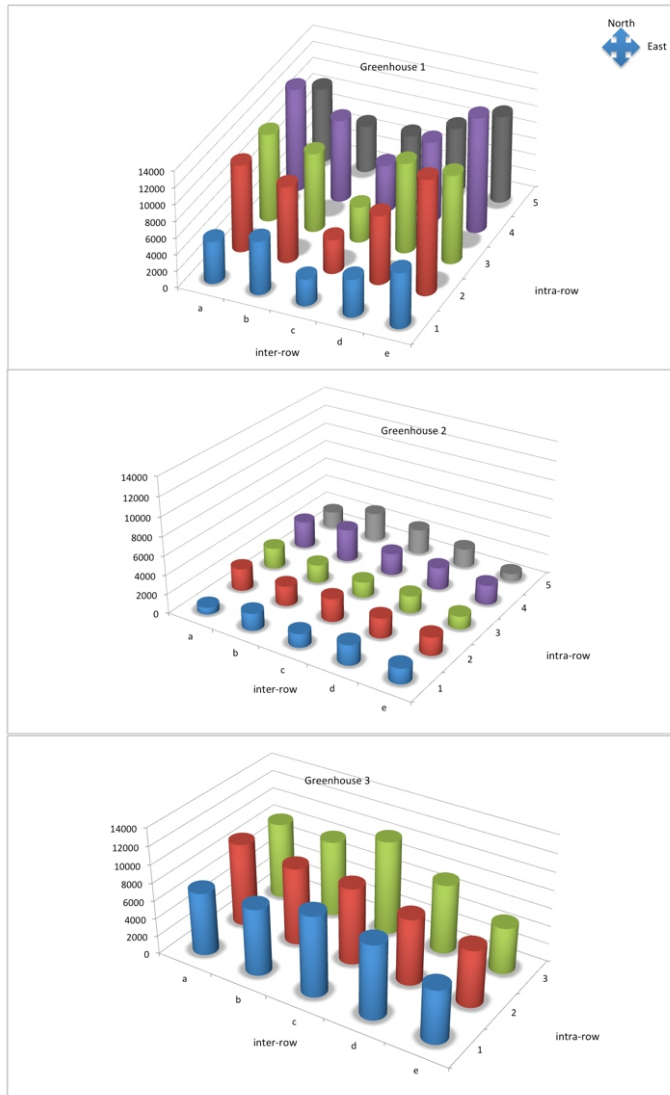 North
East
Greenhouse 1
14000
12000
10000
8000
6000
4000
2000
0
a
b
c
d
e
inter-row
1
2
3
4
5
intra-row
Greenhouse 2
14000
12000
10000
8000
6000
4000
2000
0
a
b
c
d
e
inter-row
1
2
3
4
5
intra-row
Greenhouse 3
14000
12000
10000
8000
6000
4000
2000
0
a
b
c
d
e
inter-row
1
2
3
intra-row